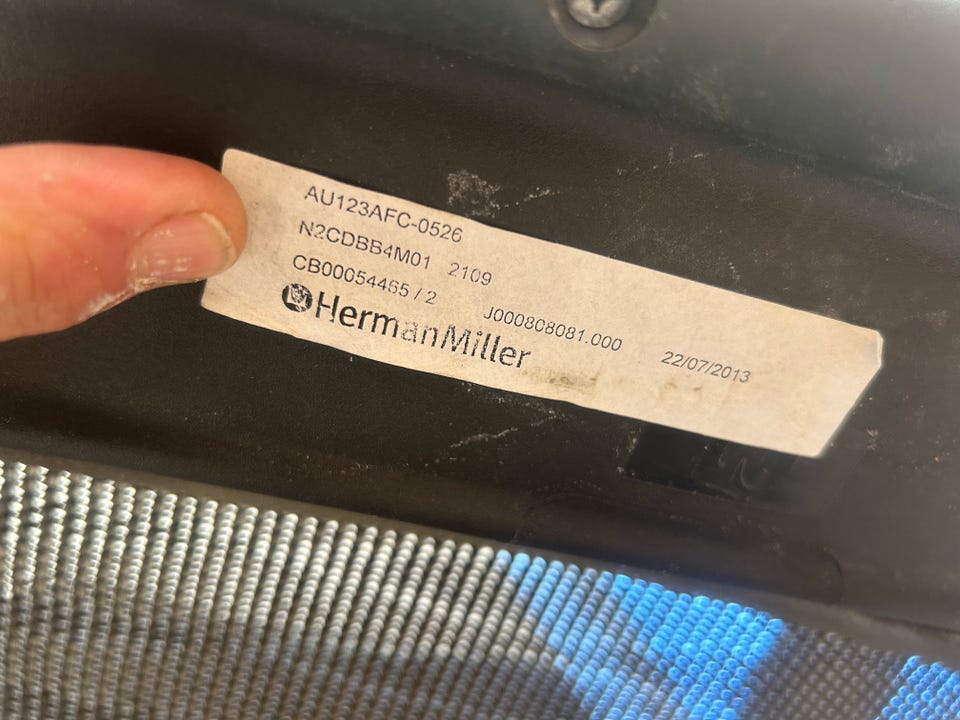 AU123AFC-0526
N2CDBB4M01 2109
CB00054465 / 2 J000808081.000 22/07/2013
HermanMiller